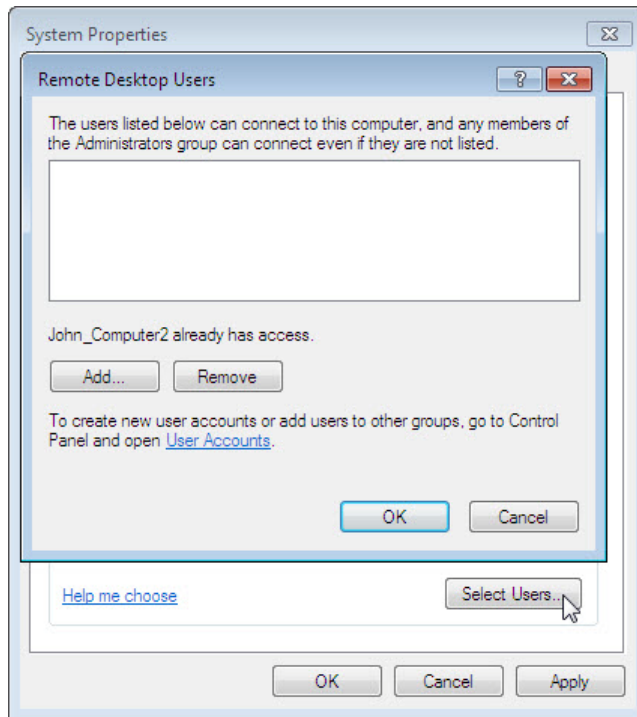 System Properties
Remote Desktop Users
The users listed below can connect to this computer, and any members of
the Administrators group can connect even if they are not listed.
John_Computer2 already has access.
Add... Remove
To create new user accounts or add users to other groups, go to Control
Panel and open User Accounts.
OK Cancel
Help me choose Select Users...
OK Cancel Apply